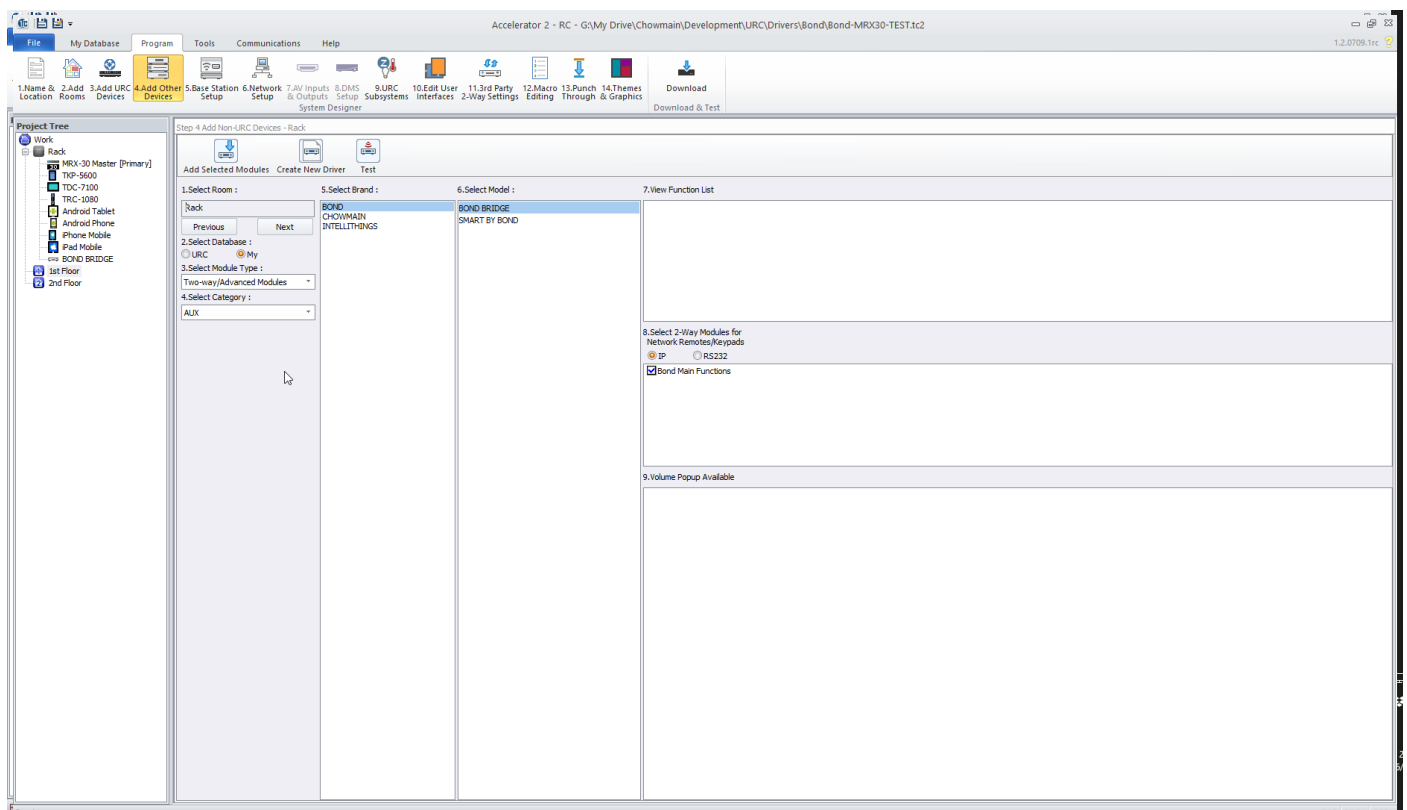 Accelerator 2 - RC - G:\My Drive\Chowmain\Development\URC\Drivers\Bond\Bond-MRX30-TEST.tc2
File My Database Program Tools Communications Help 1.2.0709.1rc
1.Name & Location
2.Add Rooms
3.Add URC Devices
4.Add Other Devices
5.Base Station Setup
6.Network Setup
7.AV Inputs & Outputs
8.DMS Setup
9.URC Subsystems
10.Edit User Interfaces
11.3rd Party 2-Way Settings
12.Macro Editing
13.Punch Through
14.Themes & Graphics
Download
System Designer
Download & Test
Project Tree
Work
Rack
30 MRX-30 Master [Primary]
TKP-5600
TDC-7100
TRC-1080
Android Tablet
Android Phone
iPhone Mobile
iPad Mobile
BOND BRIDGE
1st Floor
2 2nd Floor
Step 4 Add Non-URC Devices - Rack
Add Selected Modules Create New Driver Test
1.Select Room :
Rack
Previous Next
2.Select Database :
URC My
3.Select Module Type :
Two-way/Advanced Modules
4.Select Category :
AUX
5.Select Brand :
BOND
CHOWMAIN
INTELLITHINGS
6.Select Model :
BOND BRIDGE
SMART BY BOND
7.View Function List
8.Select 2-Way Modules for
Network Remotes/Keypads
IP RS232
Bond Main Functions
9.Volume Popup Available